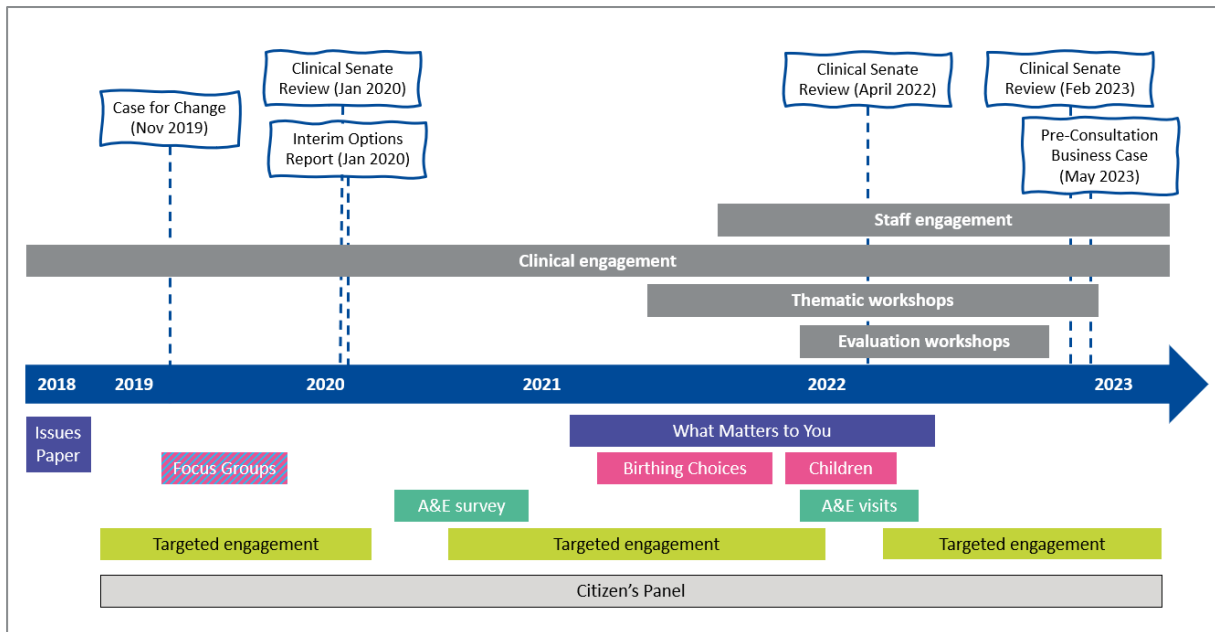 Clinical Senate
Review (Jan 2020)
Clinical Senate
Review (April 2022)
Clinical Senate
Review (Feb 2023)
Case for Change
(Nov 2019)
Interim Options
Report (Jan 2020)
Pre-Consultation
Business Case
(May 2023)
Staff engagement
Clinical engagement
Thematic workshops
Evaluation workshops
2018 2019 2020 2021 2022 2023
Issues
Paper
What Matters to You
Focus Groups
Birthing Choices
Children
A&E survey
A&E visits
Targeted engagement
Targeted engagement
Targeted engagement
Citizen's Panel